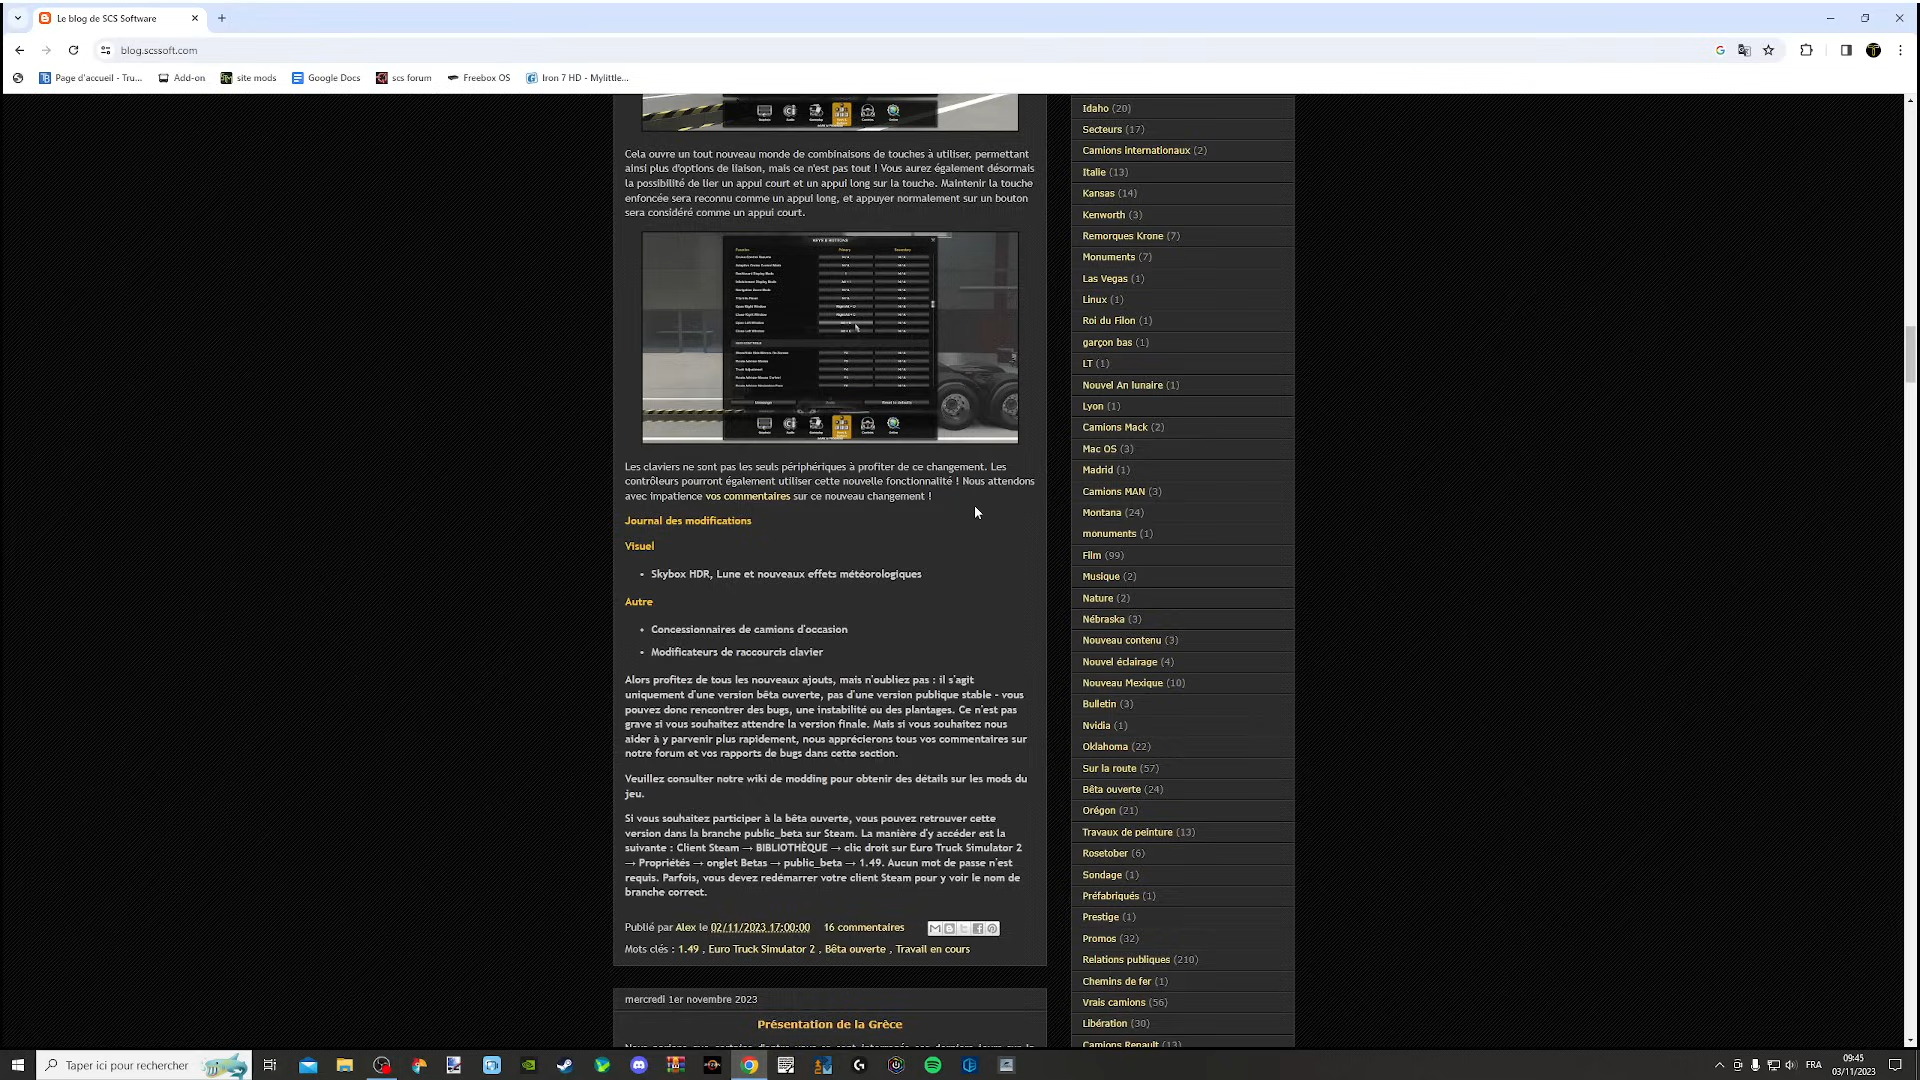 Le blog de SCS Software
blog.scssoft.com
Page d'accueil - Tru...
Add-on
site mods
Google Docs
scs forum
Freebox OS
Iron 7 HD - Mylittle...
Cela ouvre un tout nouveau monde de combinaisons de touches à utiliser, permettant
ainsi plus d'options de liaison, mais ce n'est pas tout ! Vous aurez également désormais
la possibilité de lier un appui court et un appui long sur la touche. Maintenir la touche
enfoncée sera reconnu comme un appui long, et appuyer normalement sur un bouton
sera considéré comme un appui court.
KEYS & BUTTONS
Les claviers ne sont pas les seuls périphériques à profiter de ce changement. Les
contrôleurs pourront également utiliser cette nouvelle fonctionnalité ! Nous attendons
avec impatience vos commentaires sur ce nouveau changement !
Journal des modifications
Visuel
• Skybox HDR, Lune et nouveaux effets météorologiques
Autre
• Concessionnaires de camions d'occasion
• Modificateurs de raccourcis clavier
Alors profitez de tous les nouveaux ajouts, mais n'oubliez pas : il s'agit
uniquement d'une version bêta ouverte, pas d'une version publique stable - vous
pouvez donc rencontrer des bugs, une instabilité ou des plantages. Ce n'est pas
grave si vous souhaitez attendre la version finale. Mais si vous souhaitez nous
aider à y parvenir plus rapidement, nous apprécierons tous vos commentaires sur
notre forum et vos rapports de bugs dans cette section.
Veuillez consulter notre wiki de modding pour obtenir des détails sur les mods du
jeu.
Si vous souhaitez participer à la bêta ouverte, vous pouvez retrouver cette
version dans la branche public_beta sur Steam. La manière d'y accéder est la
suivante : Client Steam → BIBLIOTHÈQUE → clic droit sur Euro Truck Simulator 2
→ Propriétés → onglet Betas → public_beta → 1.49. Aucun mot de passe n'est
requis. Parfois, vous devez redémarrer votre client Steam pour y voir le nom de
branche correct.
Publié par Alex le 02/11/2023 17:00:00 16 commentaires
Mots clés : 1.49 , Euro Truck Simulator 2 , Bêta ouverte , Travail en cours
mercredi 1er novembre 2023
Présentation de la Grèce
Idaho (20)
Secteurs (17)
Camions internationaux (2)
Italie (13)
Kansas (14)
Kenworth (3)
Remorques Krone (7)
Monuments (7)
Las Vegas (1)
Linux (1)
Roi du Filon (1)
garçon bas (1)
LT (1)
Nouvel An lunaire (1)
Lyon (1)
Camions Mack (2)
Mac OS (3)
Madrid (1)
Camions MAN (3)
Montana (24)
monuments (1)
Film (99)
Musique (2)
Nature (2)
Nébraska (3)
Nouveau contenu (3)
Nouvel éclairage (4)
Nouveau Mexique (10)
Bulletin (3)
Nvidia (1)
Oklahoma (22)
Sur la route (57)
Bêta ouverte (24)
Orégon (21)
Travaux de peinture (13)
Rosetober (6)
Sondage (1)
Préfabriqués (1)
Prestige (1)
Promos (32)
Relations publiques (210)
Chemins de fer (1)
Vrais camions (56)
Libération (30)
Camions Renault (13)
Taper ici pour rechercher
FRA
09:45
03/11/2023